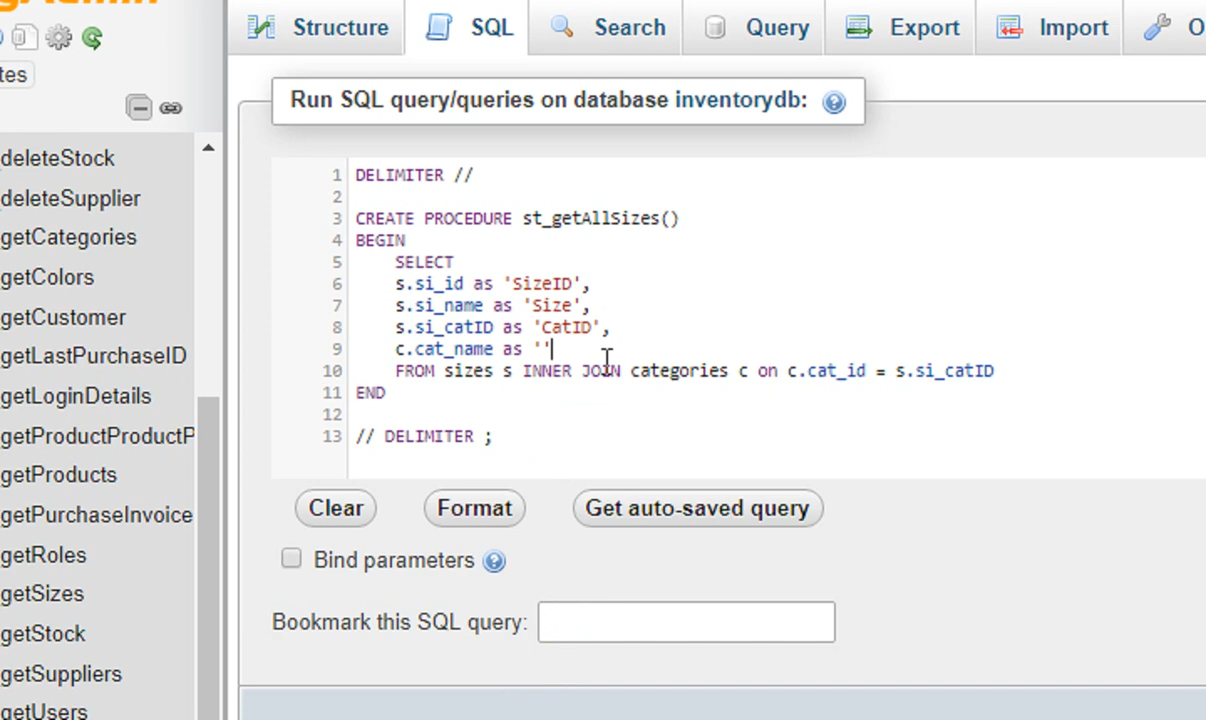 Structure SQL Search Query Export Import O
tes
Run SQL query/queries on database inventorydb:
deleteStock
deleteSupplier
getCategories
getColors
getCustomer
getLastPurchaseID
getLoginDetails
getProductProductP
getProducts
getPurchaseInvoice
getRoles
getSizes
getStock
getSuppliers
getUsers
1 DELIMITER //
2
3 CREATE PROCEDURE st_getAllSizes()
4 BEGIN
5 SELECT
6 s.si_id as 'SizeID',
7 s.si_name as 'Size',
8 s.si_catID as 'CatID',
9 c.cat_name as ''
10 FROM sizes s INNER JOIN categories c on c.cat_id = s.si_catID
11 END
12
13 // DELIMITER ;
Clear Format Get auto-saved query
Bind parameters
Bookmark this SQL query: